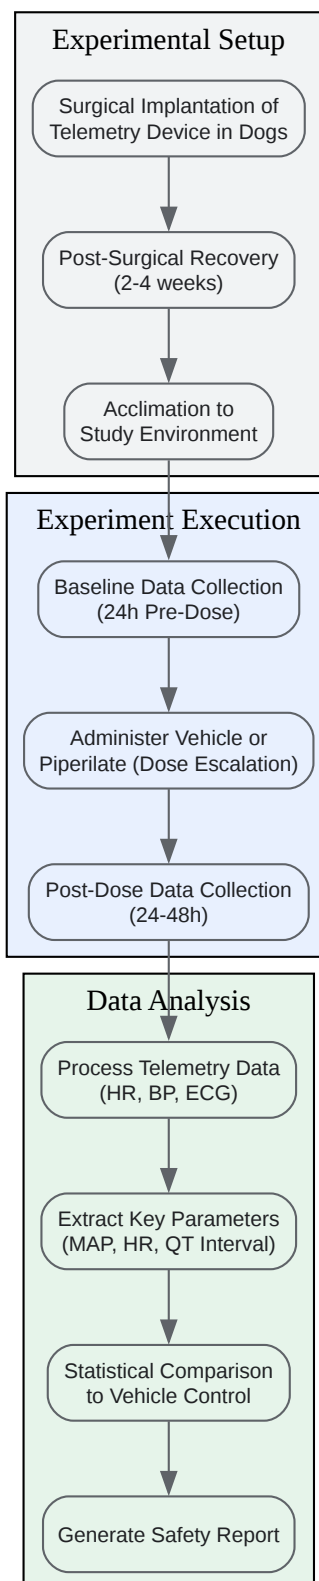 Experimental Setup
Surgical Implantation of
Telemetry Device in Dogs
Post-Surgical Recovery
(2-4 weeks)
Acclimation to
Study Environment
Experiment Execution
Baseline Data Collection
(24h Pre-Dose)
Administer Vehicle or
Piperilate (Dose Escalation)
Post-Dose Data Collection
(24-48h)
Data Analysis
Process Telemetry Data
(HR, BP, ECG)
Extract Key Parameters
(MAP, HR, QT Interval)
Statistical Comparison
to Vehicle Control
Generate Safety Report